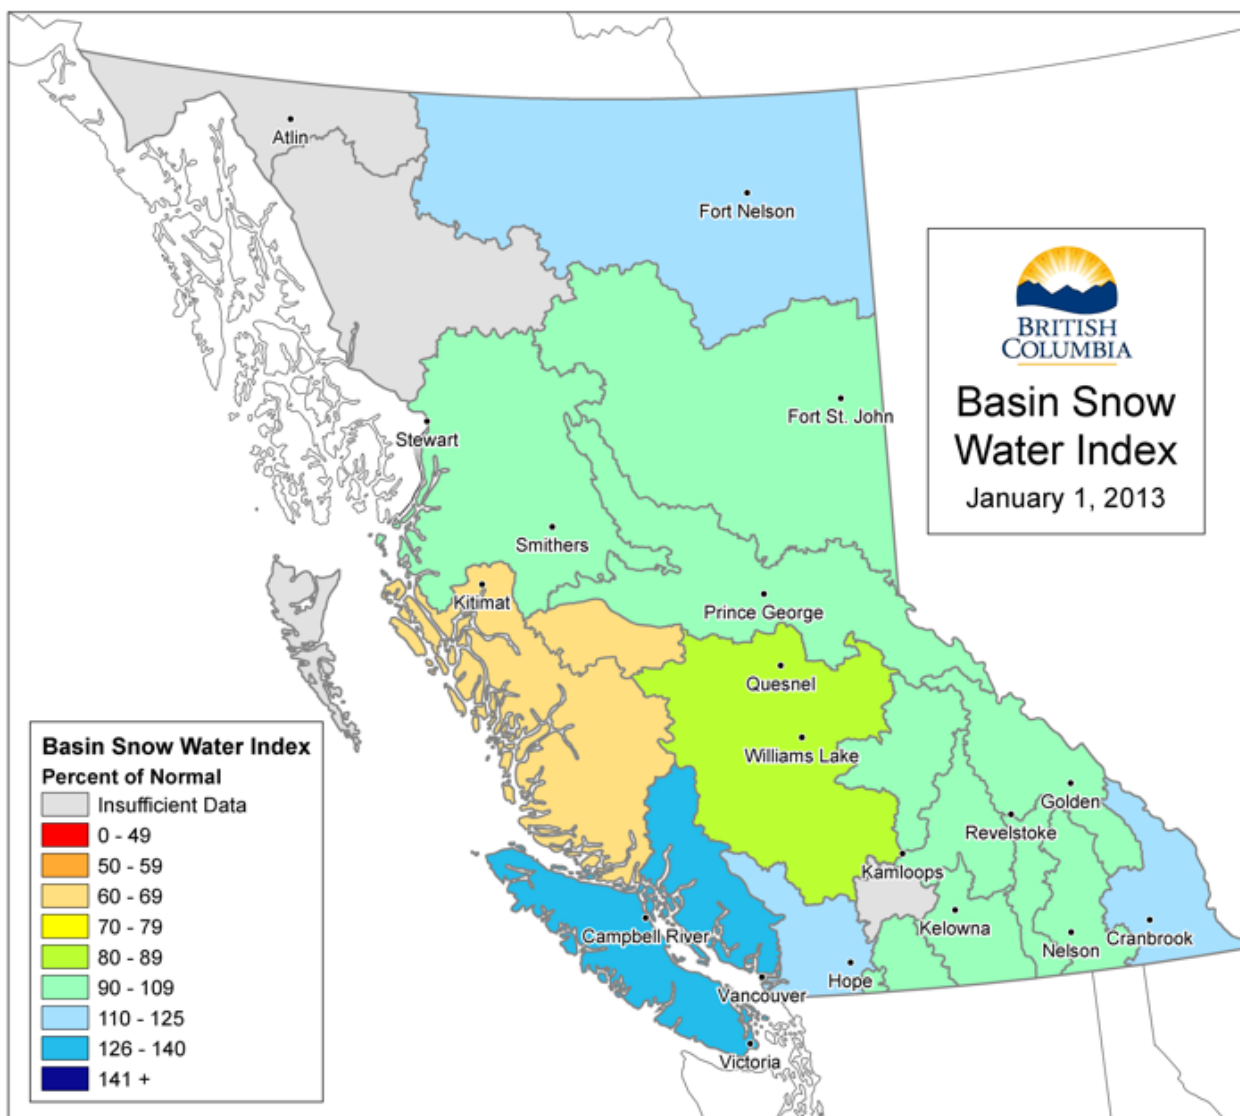 Atlin
Fort Nelson
BRITISH
COLUMBIA
Basin Snow
Water Index
January 1, 2013
Fort St. John
Stewart
Smithers
Kitimat
Prince George
Quesnel
Williams Lake
Golden
Revelstoke
Kamloops
Kelowna
Campbell River
Nelson
Cranbrook
Hope
Vancouver
Victoria
Basin Snow Water Index
Percent of Normal
Insufficient Data
0 - 49
50 - 59
60 - 69
70 - 79
80 - 89
90 - 109
110 - 125
126 - 140
141 +